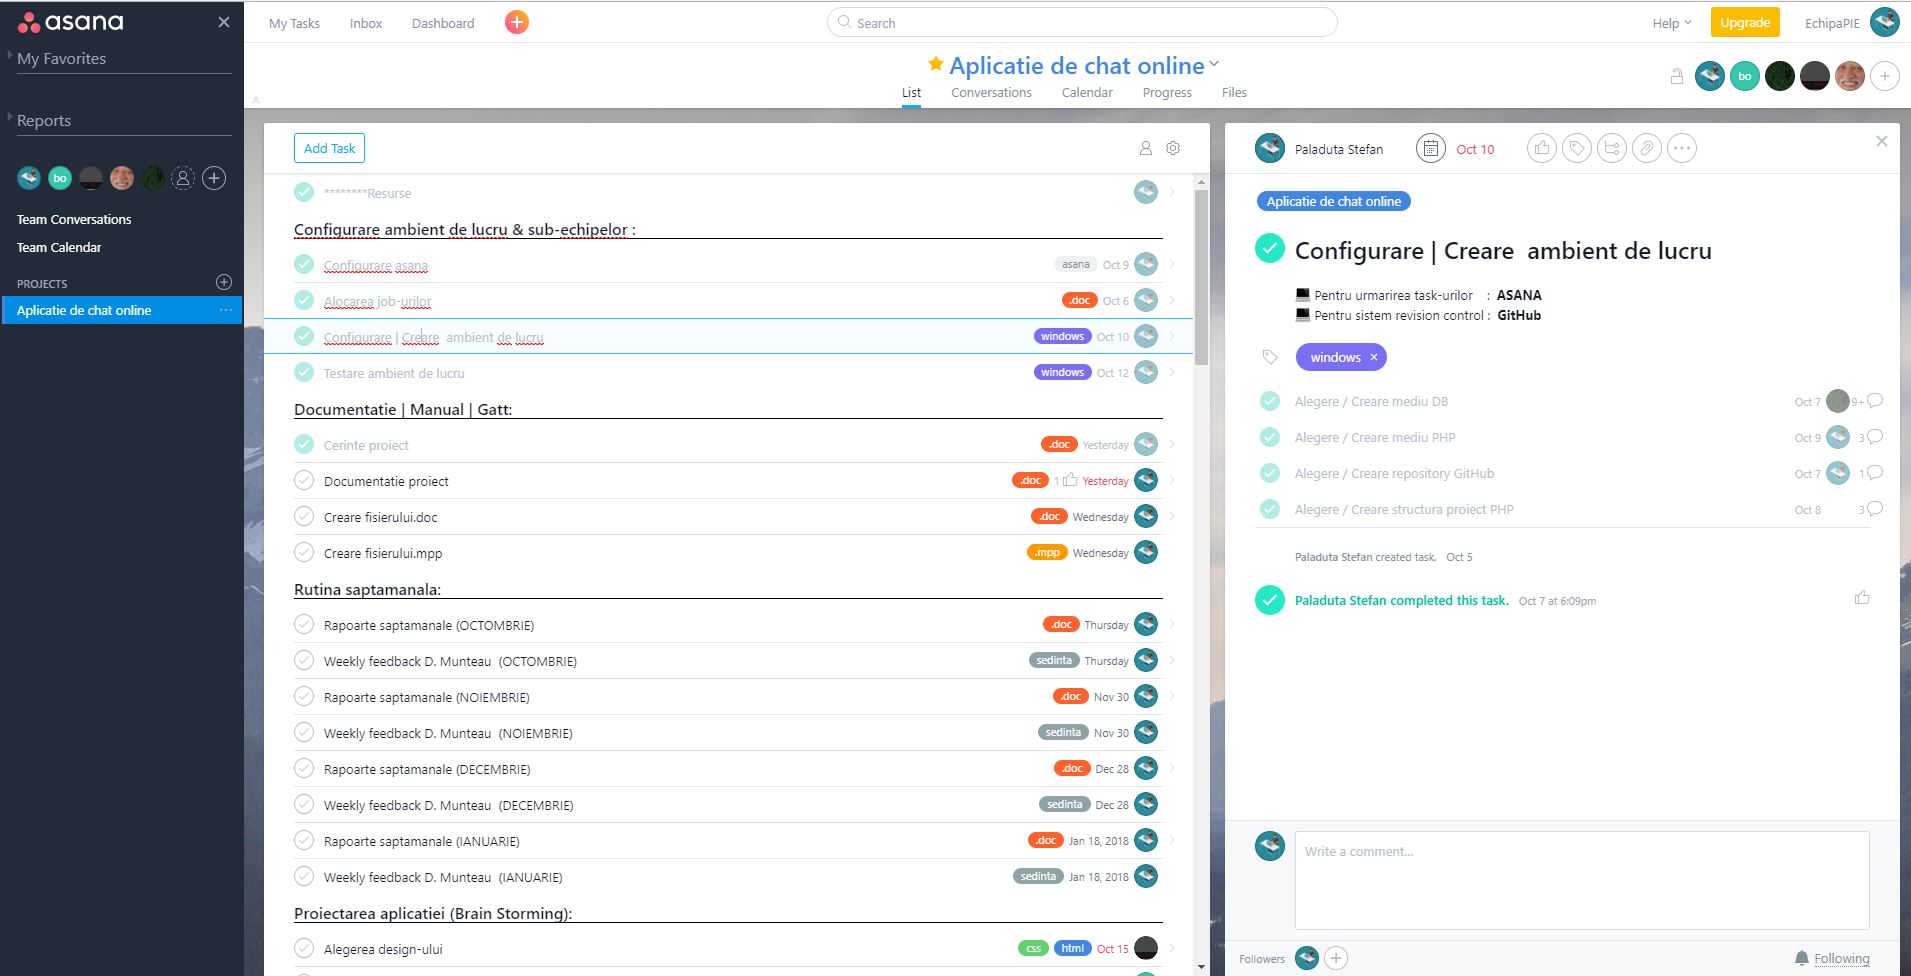 asana
My Favorites
Reports
bo
Team Conversations
Team Calendar
PROJECTS
Aplicatie de chat online
My Tasks Inbox Dashboard
Search
Help Upgrade EchipaPIE
Aplicatie de chat online
List Conversations Calendar Progress Files
bo
Add Task
********Resurse
Configurare ambient de lucru & sub-echipelor :
Configurare asana asana Oct 9
Alocarea job-urilor .doc Oct 6
Configurare | Creare ambient de lucru windows Oct 10
Testare ambient de lucru windows Oct 12
Documentatie | Manual | Gatt:
Cerinte proiect .doc Yesterday
Documentatie proiect .doc 1 Yesterday
Creare fisierului.doc .doc Wednesday
Creare fisierului.mpp .mpp Wednesday
Rutina saptamanala:
Rapoarte saptamanale (OCTOMBRIE) .doc Thursday
Weekly feedback D. Munteau (OCTOMBRIE) sedinta Thursday
Rapoarte saptamanale (NOIEMBRIE) .doc Nov 30
Weekly feedback D. Munteau (NOIEMBRIE) sedinta Nov 30
Rapoarte saptamanale (DECEMBRIE) .doc Dec 28
Weekly feedback D. Munteau (DECEMBRIE) sedinta Dec 28
Rapoarte saptamanale (IANUARIE) .doc Jan 18, 2018
Weekly feedback D. Munteau (IANUARIE) sedinta Jan 18, 2018
Proiectarea aplicatiei (Brain Storming):
Alegerea design-ului css html Oct 15
Paladuta Stefan Oct 10
Aplicatie de chat online
Configurare | Creare ambient de lucru
Pentru urmarirea task-urilor : ASANA
Pentru sistem revision control : GitHub
windows ×
Alegere / Creare mediu DB Oct 7 9+
Alegere / Creare mediu PHP Oct 9 3
Alegere / Creare repository GitHub Oct 7 1
Alegere / Creare structura proiect PHP Oct 8 3
Paladuta Stefan created task. Oct 5
Paladuta Stefan completed this task. Oct 7 at 6:09pm
Write a comment...
Followers Following